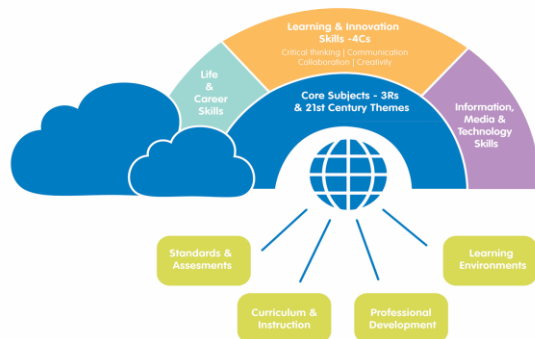 Learning & Innovation
Skills -4Cs
Critical thinking | Communication
Collaboration | Creativity
Life
&
Career
Skills
Core Subjects - 3Rs
& 21st Century Themes
Information,
Media &
Technology
Skills
Standards &
Assesments
Learning
Environments
Curriculum &
Instruction
Professional
Development